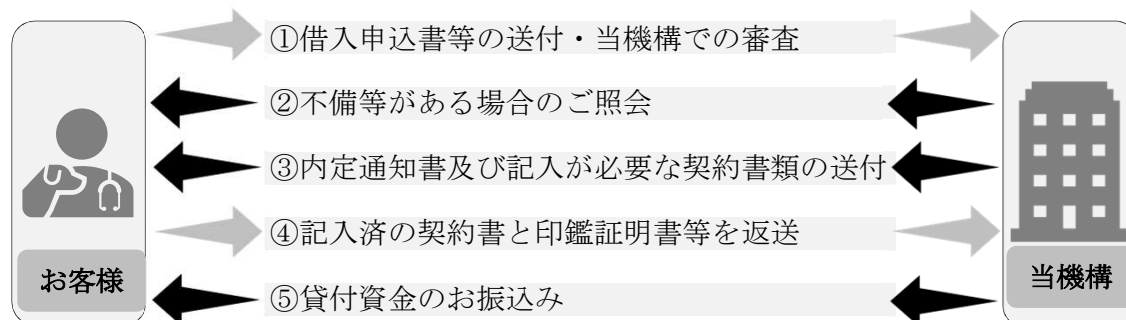 ①借入申込書等の送付・当機構での審査
②不備等がある場合のご照会
③内定通知書及び記入が必要な契約書類の送付
④記入済の契約書と印鑑証明書等を返送
⑤貸付資金のお振込み
お客様
当機構